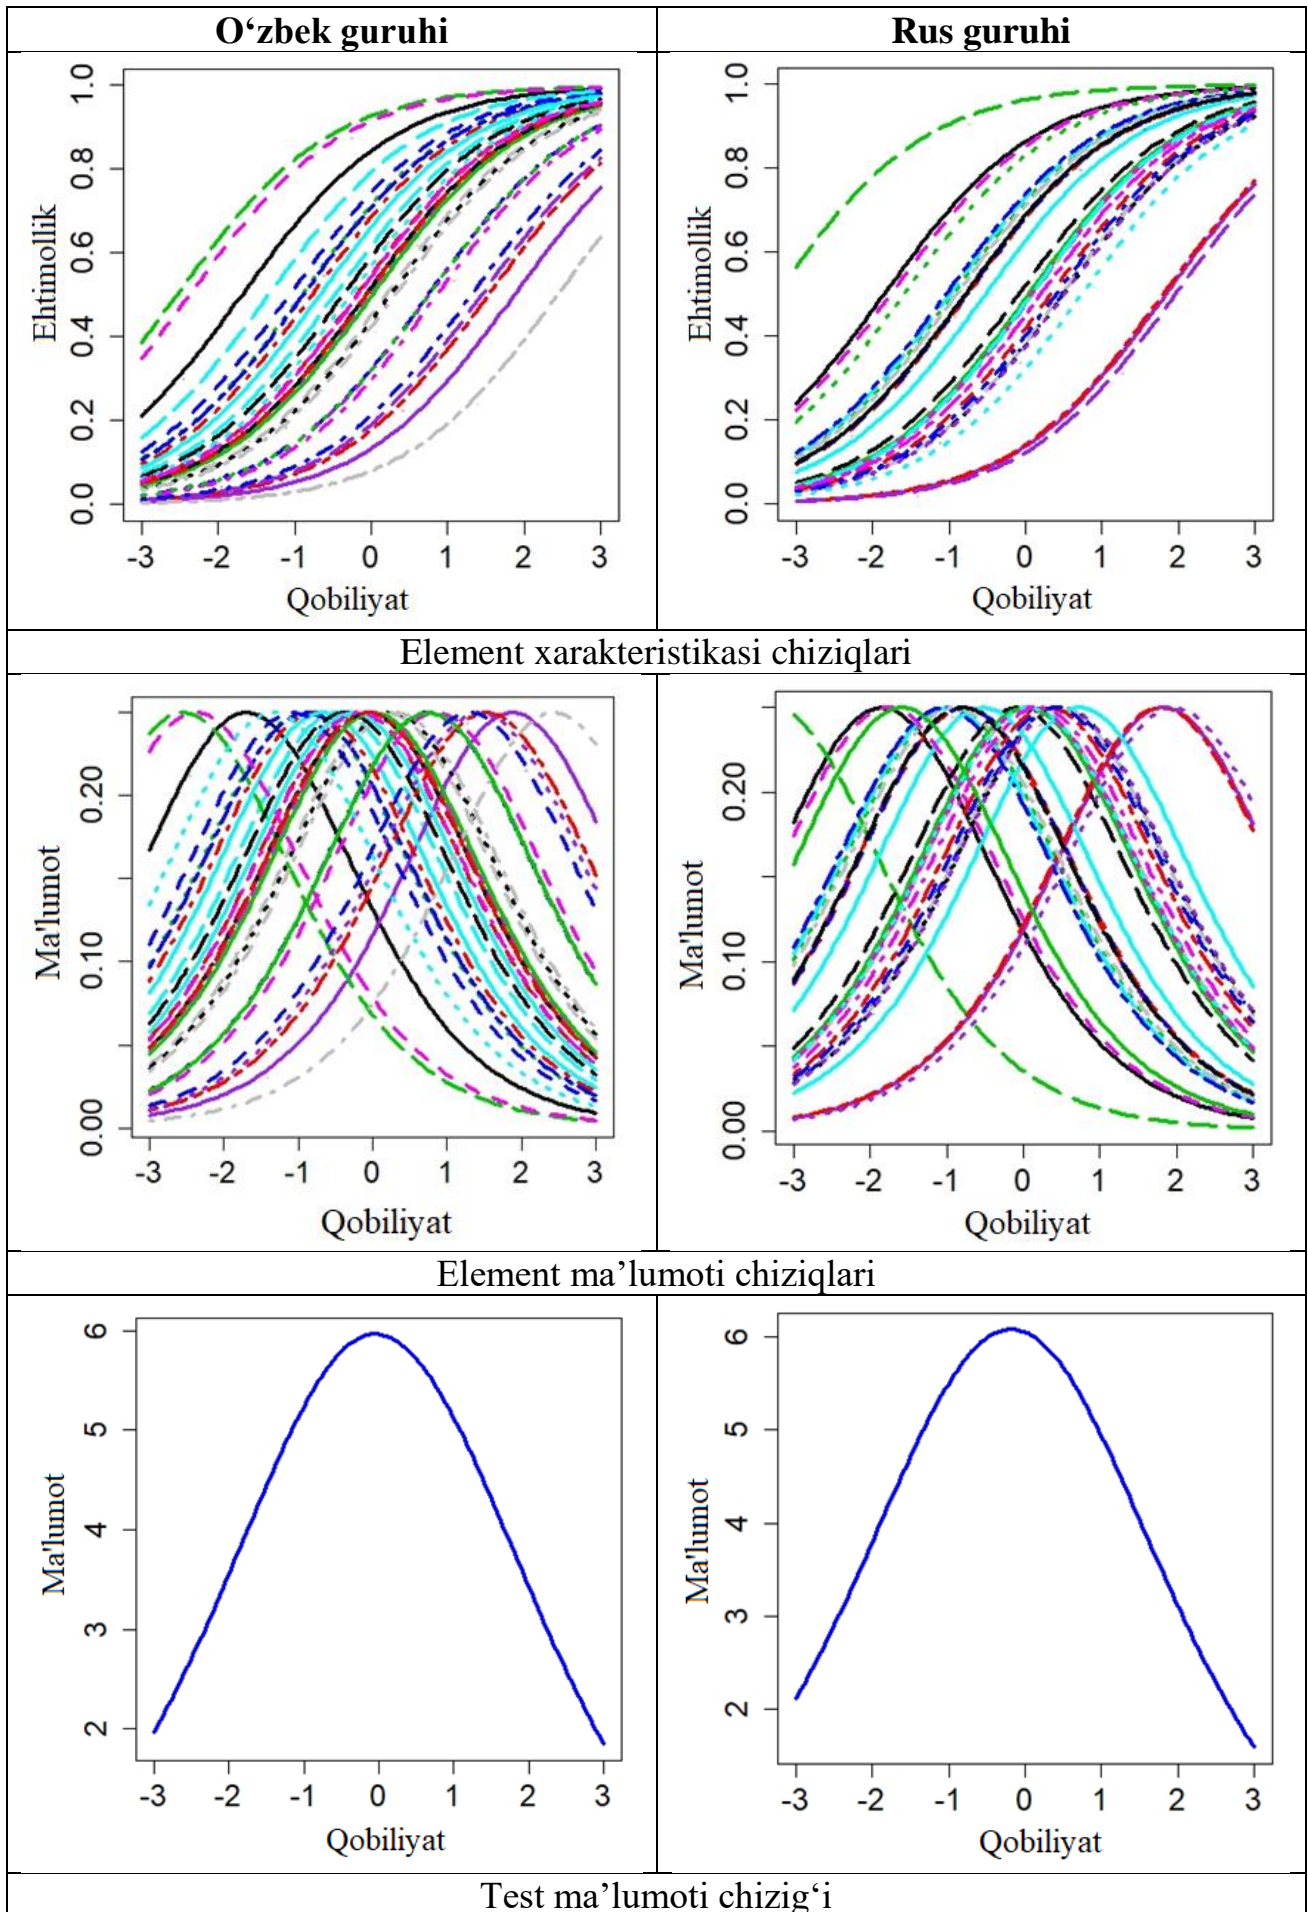 O‘zbek guruhi
Rus guruhi
Ehtimollik
1.0
0.8
0.6
0.4
0.2
0.0
-3 -2 -1 0 1 2 3
Qobiliyat
Ehtimollik
1.0
0.8
0.6
0.4
0.2
0.0
-3 -2 -1 0 1 2 3
Qobiliyat
Element xarakteristikasi chiziqlari
Ma'lumot
0.20
0.10
0.00
-3 -2 -1 0 1 2 3
Qobiliyat
Ma'lumot
0.20
0.10
0.00
-3 -2 -1 0 1 2 3
Qobiliyat
Element ma’lumoti chiziqlari
Ma'lumot
6
5
4
3
2
-3 -2 -1 0 1 2 3
Qobiliyat
Ma'lumot
6
5
4
3
2
-3 -2 -1 0 1 2 3
Qobiliyat
Test ma’lumoti chizig‘i